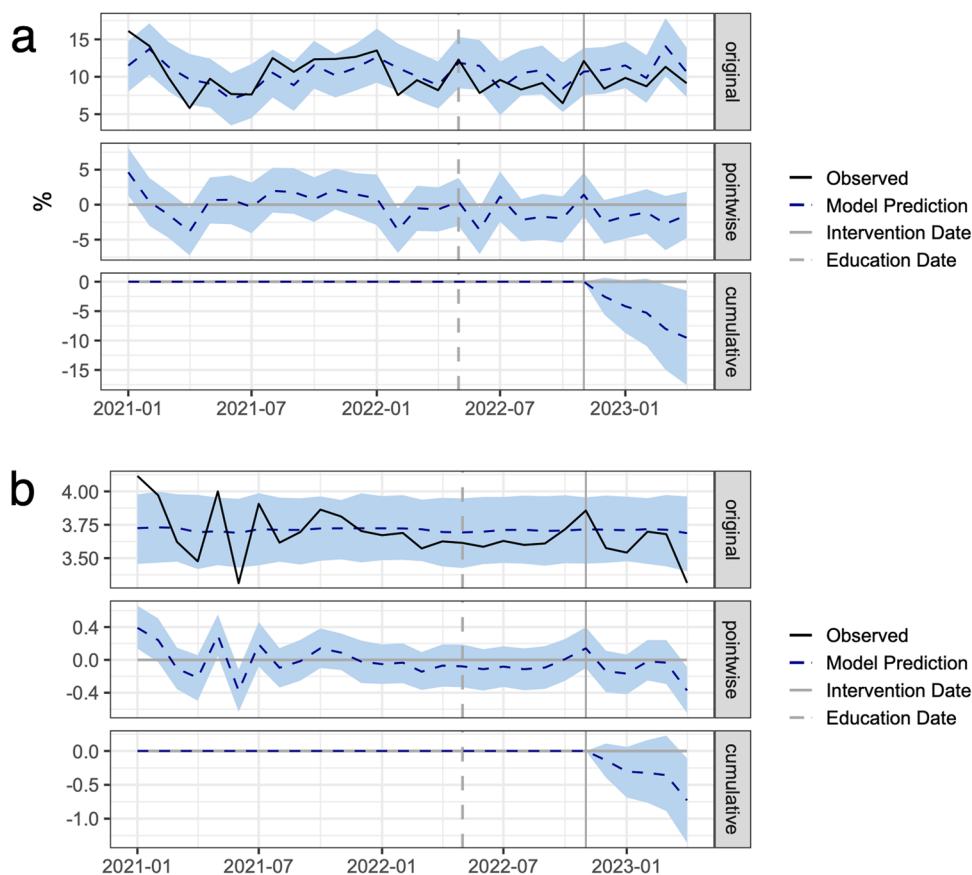 a
15
10
5
original
5
0
-5
pointwise
%
0
-5
-10
-15
cumulative
2021-01 2021-07 2022-01 2022-07 2023-01
Observed
Model Prediction
Intervention Date
Education Date
b
4.00
3.75
3.50
original
0.4
0.0
-0.4
pointwise
0.0
-0.5
-1.0
cumulative
2021-01 2021-07 2022-01 2022-07 2023-01
Observed
Model Prediction
Intervention Date
Education Date